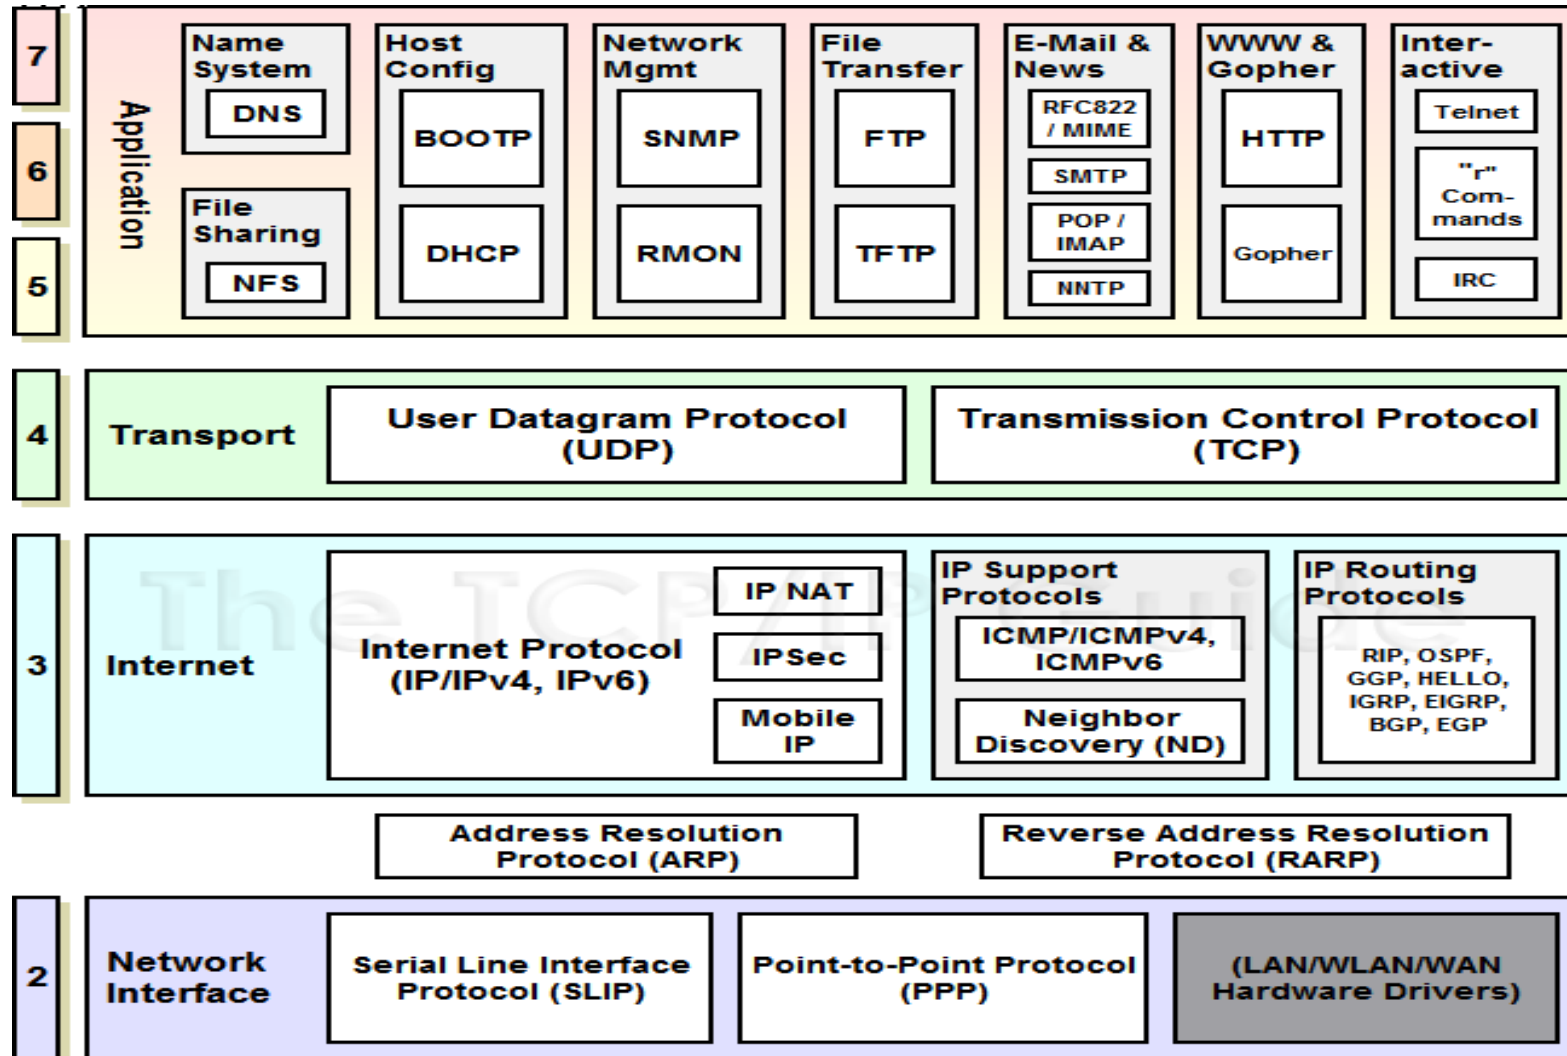 7
6
5
Application
Name
System
DNS
File
Sharing
NFS
Host
Config
BOOTP
DHCP
Network
Mgmt
SNMP
RMON
File
Transfer
FTP
TFTP
E-Mail &
News
RFC822
/ MIME
SMTP
POP /
IMAP
NNTP
WWW &
Gopher
HTTP
Gopher
Inter-
active
Telnet
"r"
Com-
mands
IRC
4
Transport
User Datagram Protocol
(UDP)
Transmission Control Protocol
(TCP)
The TCP/IP Guide
3
Internet
Internet Protocol
(IP/IPv4, IPv6)
IP NAT
IPSec
Mobile
IP
IP Support
Protocols
ICMP/ICMPv4,
ICMPv6
Neighbor
Discovery (ND)
IP Routing
Protocols
RIP, OSPF,
GGP, HELLO,
IGRP, EIGRP,
BGP, EGP
Address Resolution
Protocol (ARP)
Reverse Address Resolution
Protocol (RARP)
2
Network
Interface
Serial Line Interface
Protocol (SLIP)
Point-to-Point Protocol
(PPP)
(LAN/WLAN/WAN
Hardware Drivers)